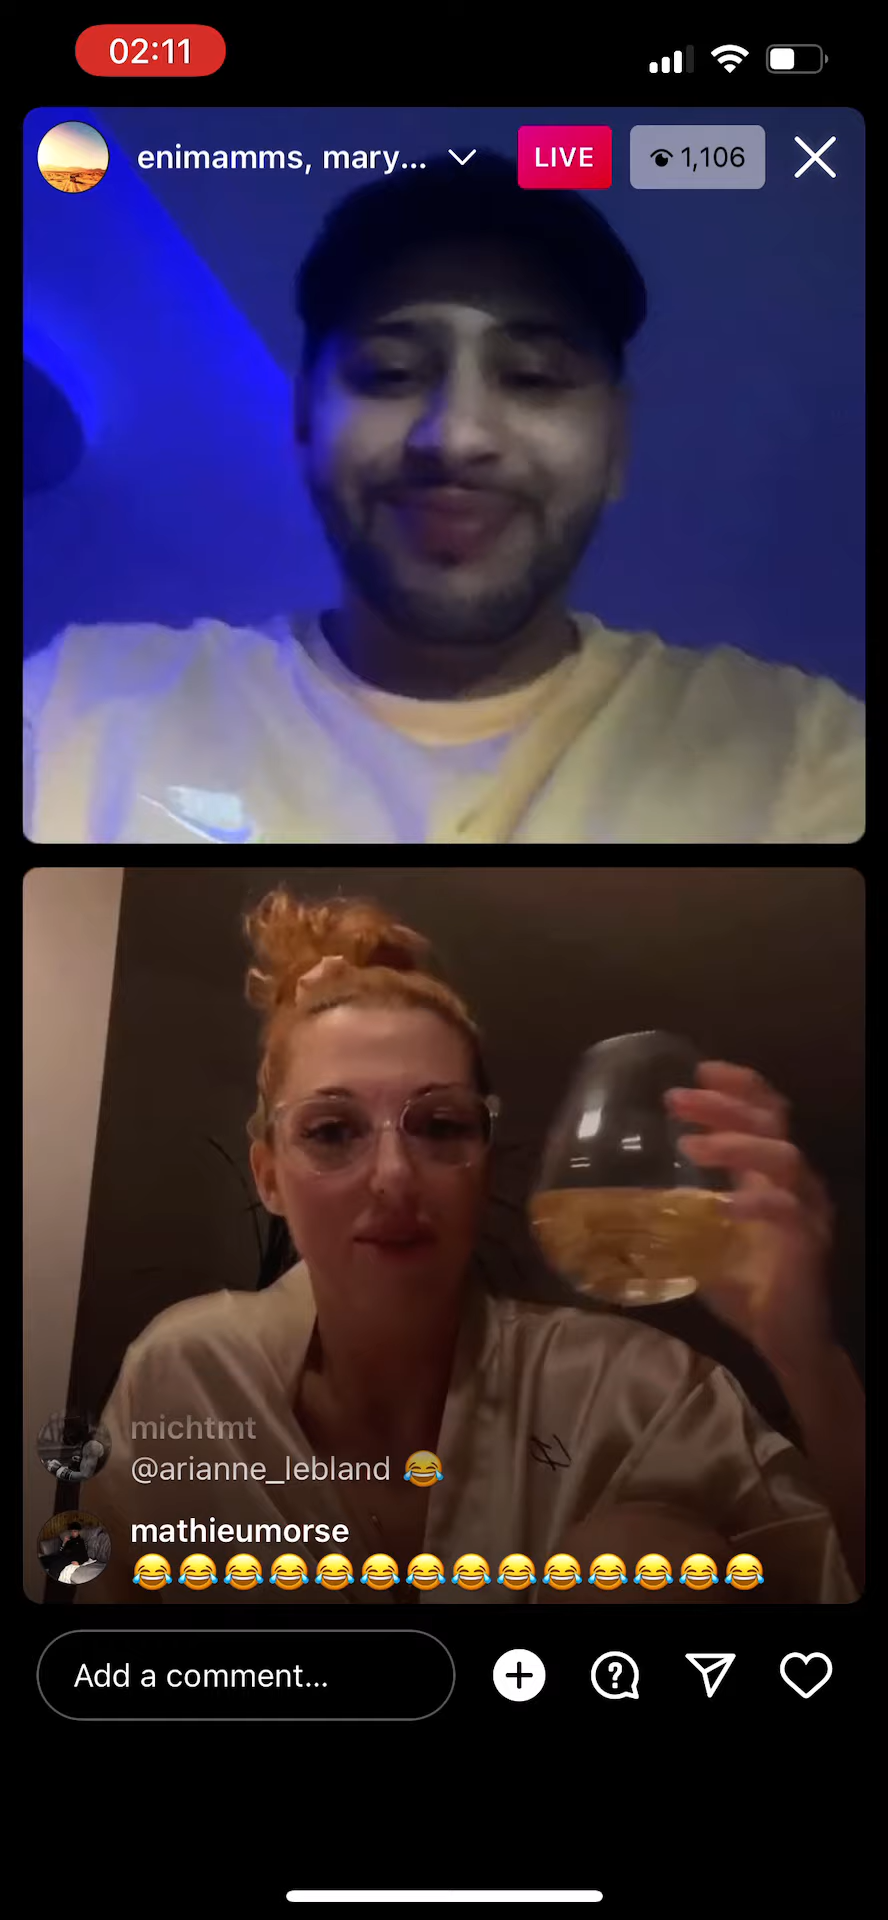 02:11
enimamms, mary...
LIVE
1,106
michtmt
@arianne_lebland 😂
mathieumorse
😂😂😂😂😂😂😂😂😂😂😂😂😂😂
Add a comment...